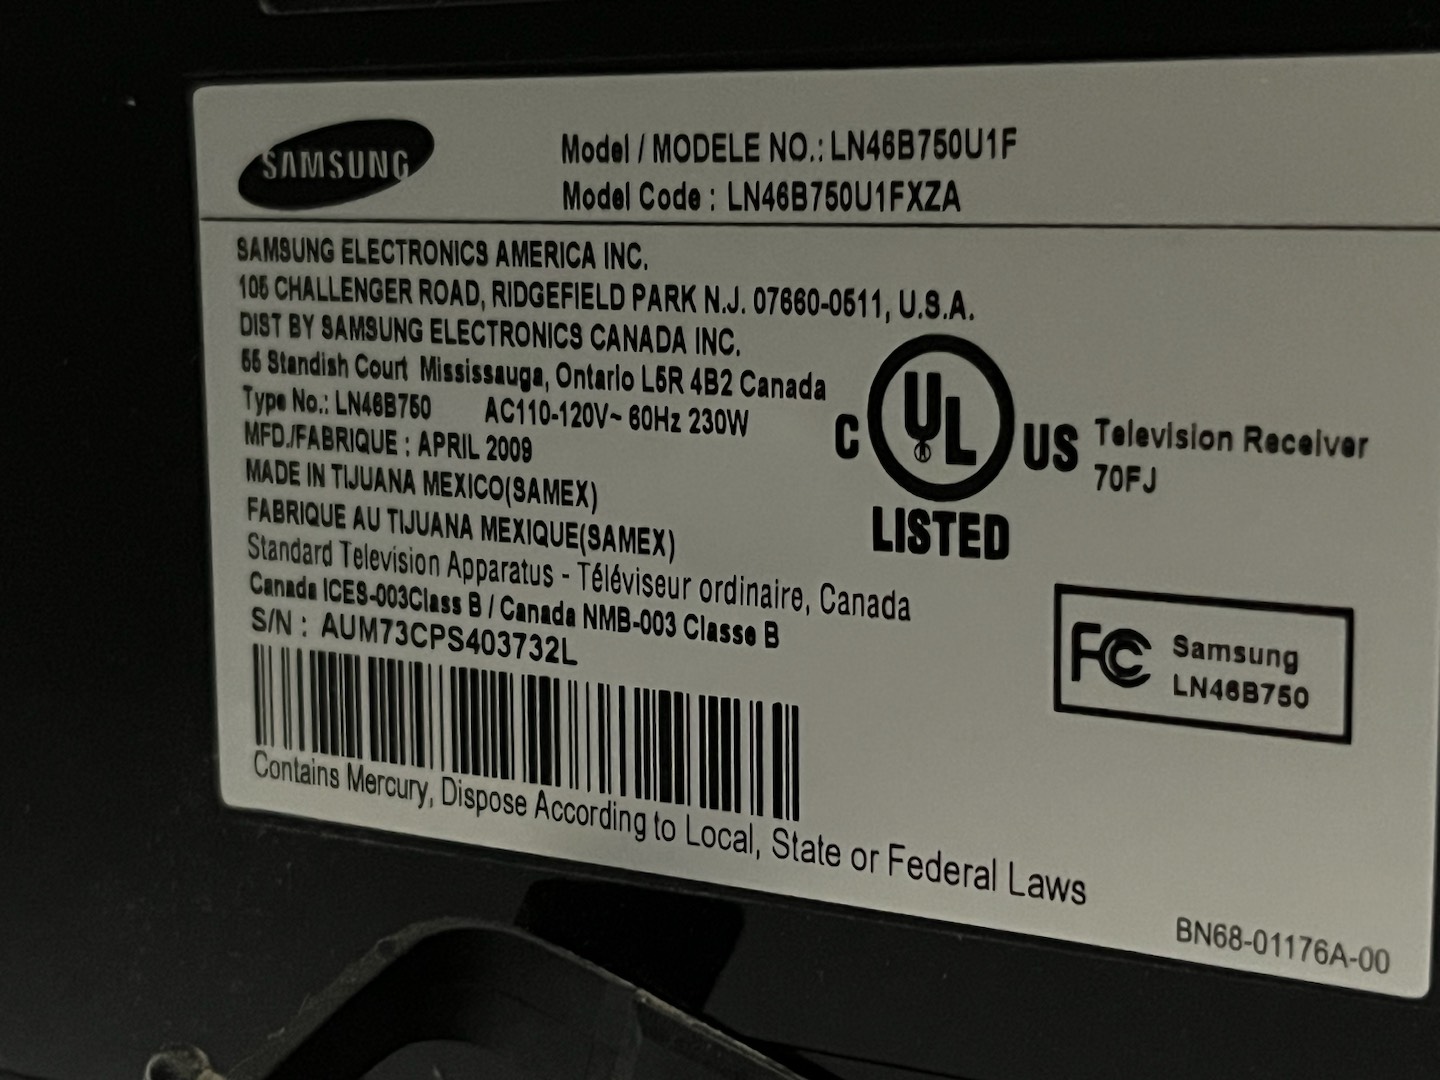 SAMSUNG
Model / MODELE NO.: LN46B750U1F
Model Code : LN46B750U1FXZA
SAMSUNG ELECTRONICS AMERICA INC.
105 CHALLENGER ROAD, RIDGEFIELD PARK N.J. 07660-0511, U.S.A.
DIST BY SAMSUNG ELECTRONICS CANADA INC.
55 Standish Court Mississauga, Ontario L5R 4B2 Canada
Type No.: LN46B750 AC110-120V~ 60Hz 230W
MFD./FABRIQUE : APRIL 2009
MADE IN TIJUANA MEXICO(SAMEX)
FABRIQUE AU TIJUANA MEXIQUE(SAMEX)
Standard Television Apparatus - Téléviseur ordinaire, Canada
Canada ICES-003Class B / Canada NMB-003 Classe B
S/N : AUM73CPS403732L
Contains Mercury, Dispose According to Local, State or Federal Laws
C UL US
LISTED
Television Receiver
70FJ
FC Samsung
LN46B750
BN68-01176A-00